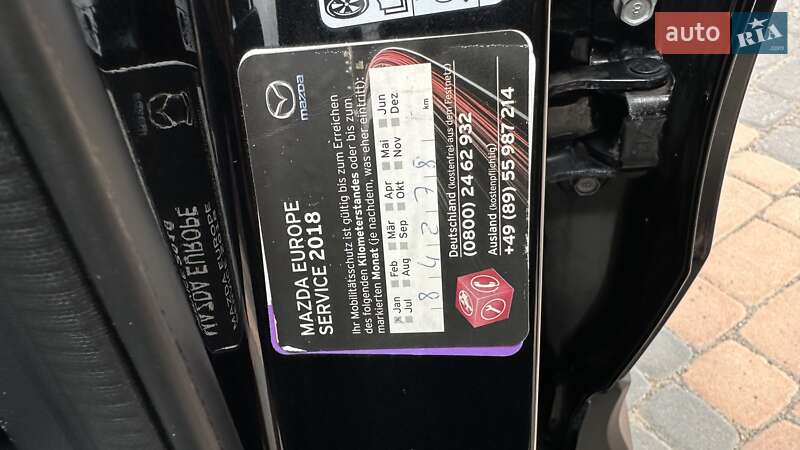 auto RIA
.com
mazda
MAZDA EUROPE
SERVICE 2018
Ihr Mobilitätsschutz ist gültig bis zum Erreichen
des folgenden Kilometerstandes oder bis zum
markierten Monat (je nachdem, was eher eintritt):
Jan Feb Mär Apr Mai Jun
Jul Aug Sep Okt Nov Dez
184278 km
Deutschland (kostenfrei aus dem Festnetz)
(0800) 24 62 932
Ausland (kostenpflichtig)
+49 (89) 55 987 214
MAZDA EUROPE